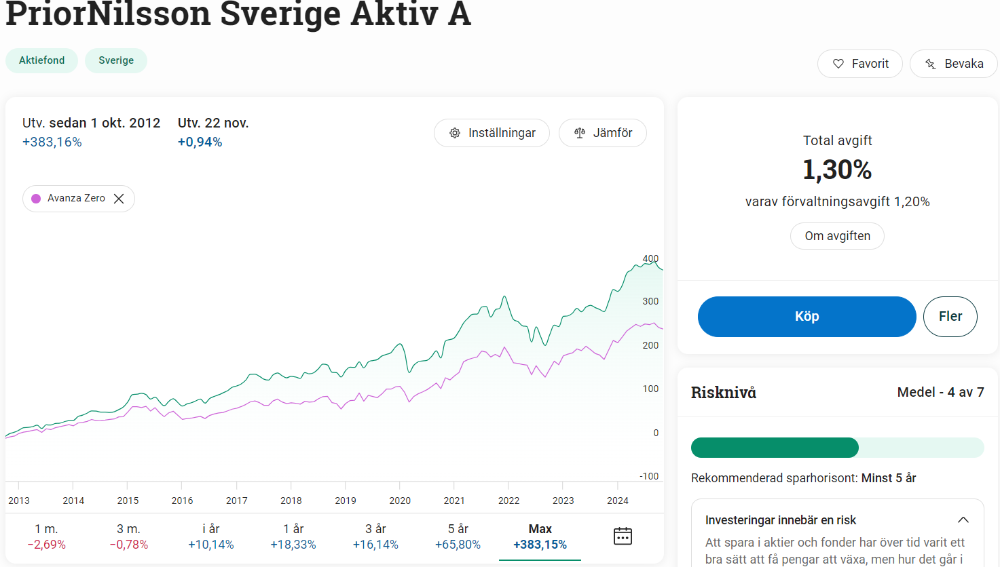 PriorNilsson Sverige Aktiv A
Aktiefond
Sverige
Favorit
Bevaka
Utv. sedan 1 okt. 2012
+383,16%
Utv. 22 nov.
+0,94%
Inställningar
Jämför
Avanza Zero
400
300
200
100
0
-100
2013
2014
2015
2016
2017
2018
2019
2020
2021
2022
2023
2024
1 m.
−2,69%
3 m.
−0,78%
i år
+10,14%
1 år
+18,33%
3 år
+16,14%
5 år
+65,80%
Max
+383,15%
Total avgift
1,30%
varav förvaltningsavgift 1,20%
Om avgiften
Köp
Fler
Risknivå
Medel - 4 av 7
Rekommenderad sparhorisont: Minst 5 år
Investeringar innebär en risk
Att spara i aktier och fonder har över tid varit ett
bra sätt att få pengar att växa, men hur det går i